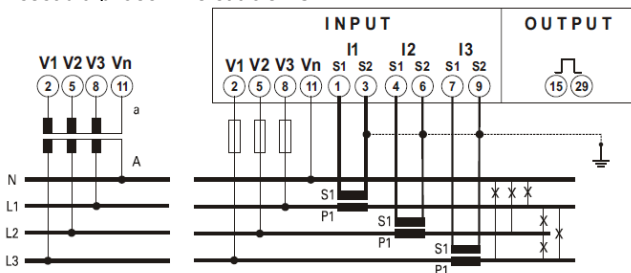 INPUT OUTPUT
I1 I2 I3
V1 V2 V3 Vn V1 V2 V3 Vn S1 S2 S1 S2 S1 S2
2 5 8 11 2 5 8 11 1 3 4 6 7 9 15 29
a
A
N
S1
L1
P1
S1
L2
P1
S1
L3
P1